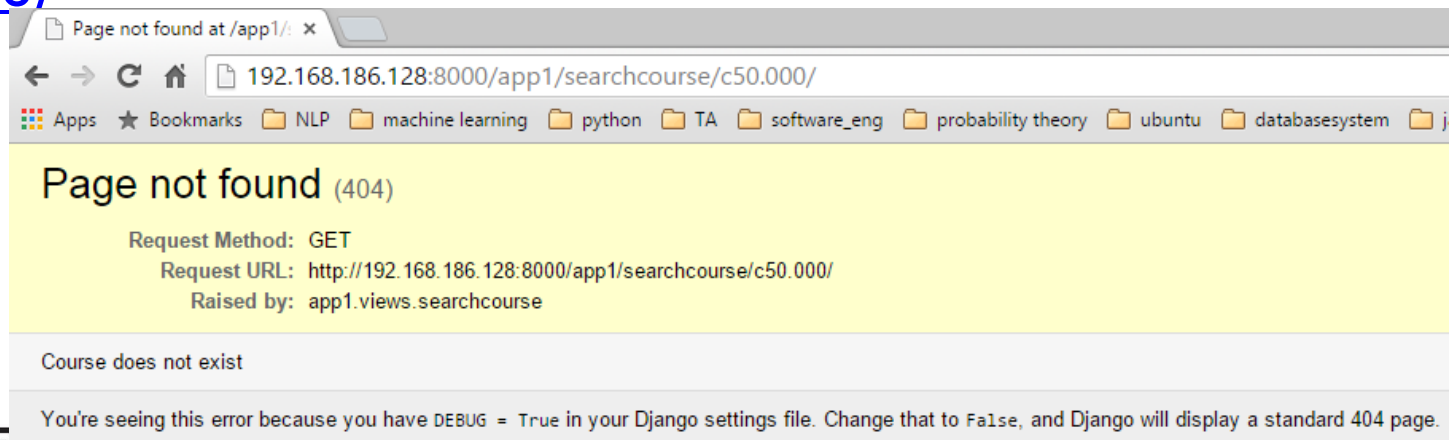 Page not found at /app1/
192.168.186.128:8000/app1/searchcourse/c50.000/
Apps Bookmarks NLP machine learning python TA software_eng probability theory ubuntu databasesystem
Page not found (404)
Request Method: GET
Request URL: http://192.168.186.128:8000/app1/searchcourse/c50.000/
Raised by: app1.views.searchcourse
Course does not exist
You're seeing this error because you have DEBUG = True in your Django settings file. Change that to False, and Django will display a standard 404 page.